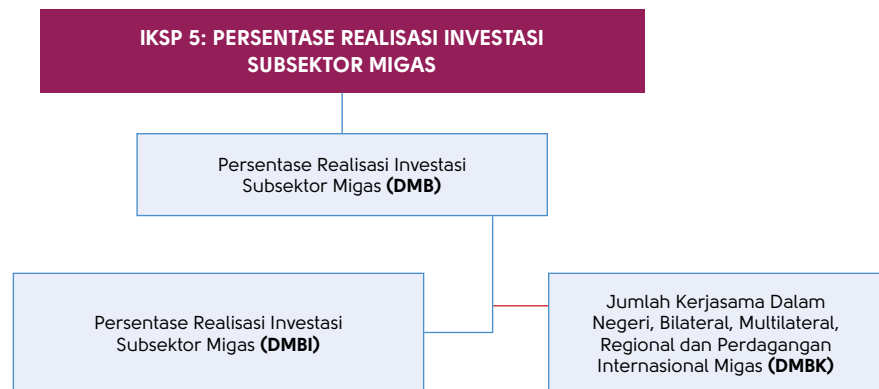 IKSP 5: PERSENTASE REALISASI INVESTASI
SUBSEKTOR MIGAS
Persentase Realisasi Investasi
Subsektor Migas (DMB)
Persentase Realisasi Investasi
Subsektor Migas (DMBI)
Jumlah Kerjasama Dalam
Negeri, Bilateral, Multilateral,
Regional dan Perdagangan
Internasional Migas (DMBK)